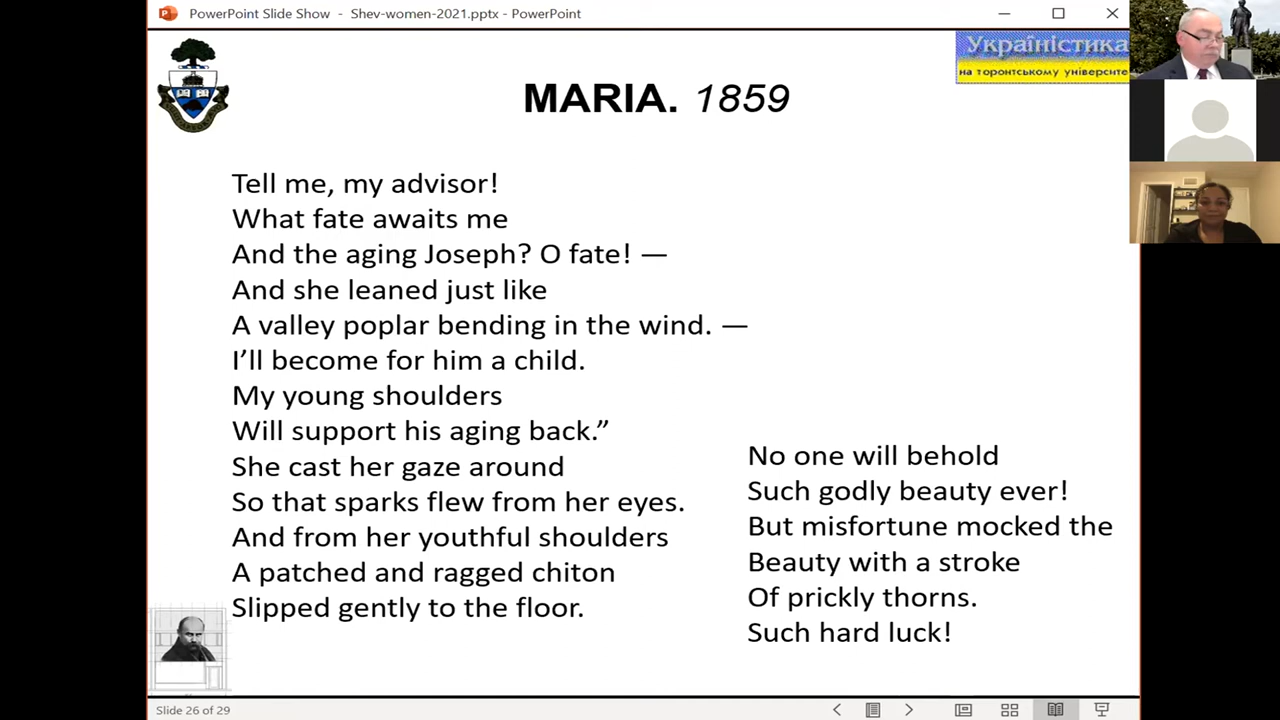 PowerPoint Slide Show - Shev-women-2021.pptx - PowerPoint
Україністика
на торонтському університе
MARIA. 1859
Tell me, my advisor!
What fate awaits me
And the aging Joseph? O fate! —
And she leaned just like
A valley poplar bending in the wind. —
I’ll become for him a child.
My young shoulders
Will support his aging back.”
She cast her gaze around
So that sparks flew from her eyes.
And from her youthful shoulders
A patched and ragged chiton
Slipped gently to the floor.
No one will behold
Such godly beauty ever!
But misfortune mocked the
Beauty with a stroke
Of prickly thorns.
Such hard luck!
Slide 26 of 29